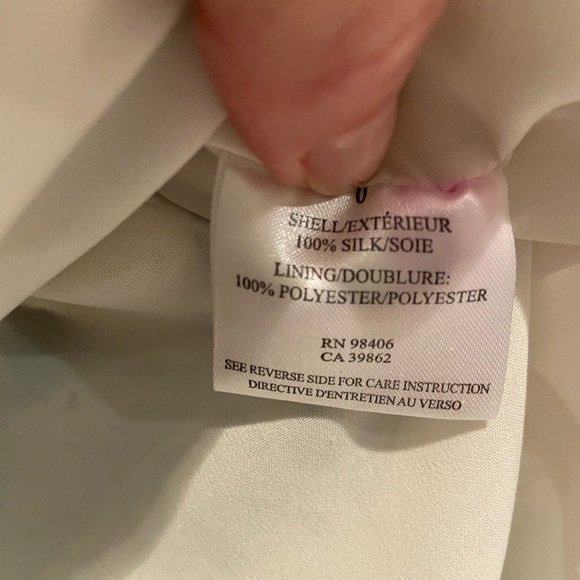 0
SHELL/EXTÉRIEUR
100% SILK/SOIE
LINING/DOUBLURE:
100% POLYESTER/POLYESTER
RN 98406
CA 39862
SEE REVERSE SIDE FOR CARE INSTRUCTION
DIRECTIVE D'ENTRETIEN AU VERSO